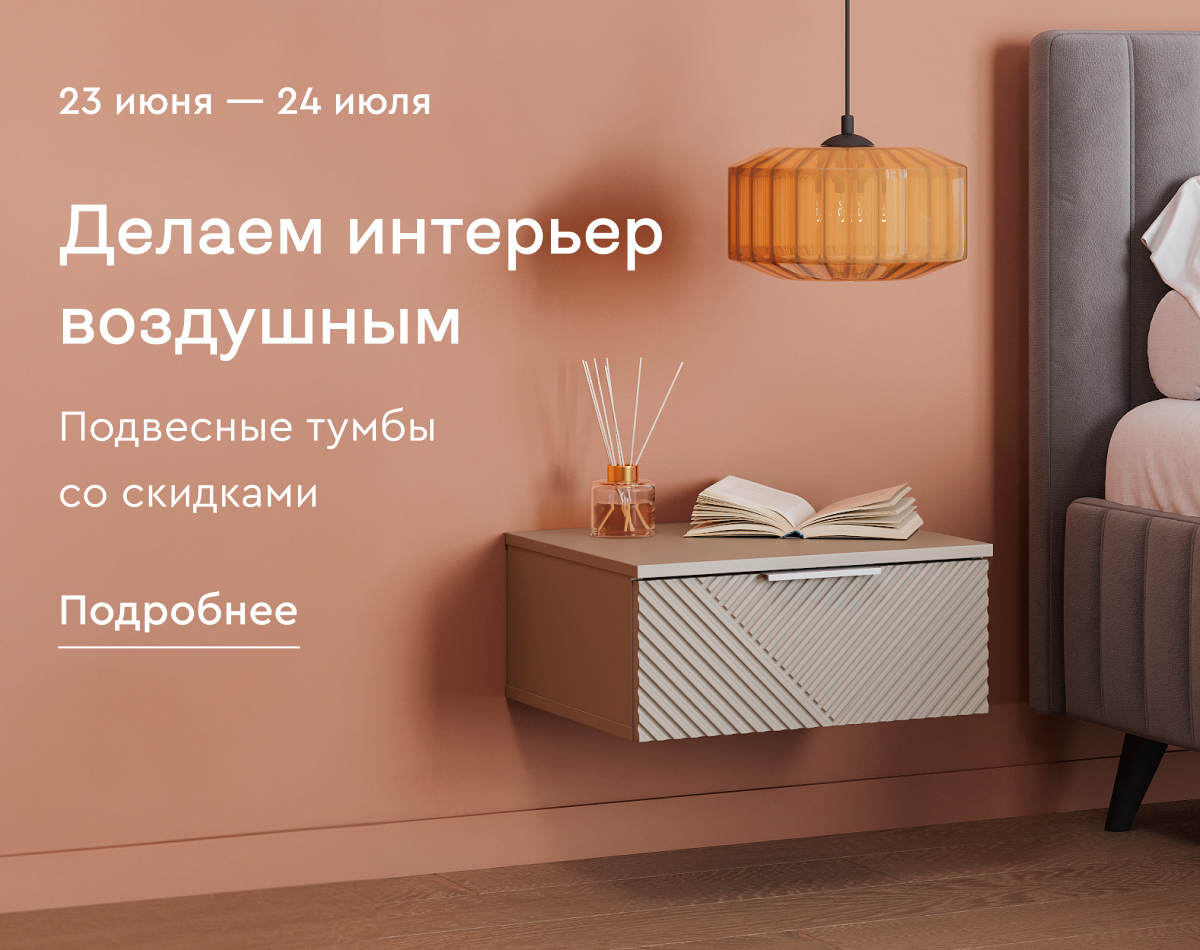 23 июня — 24 июля
Делаем интерьер
воздушным
Подвесные тумбы
со скидками
Подробнее